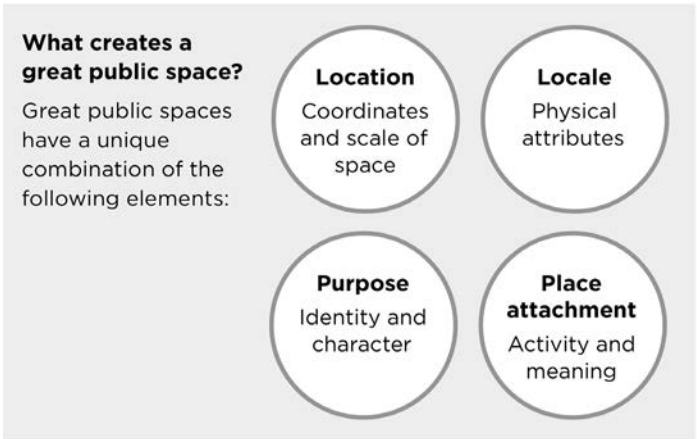 What creates a
great public space?
Great public spaces
have a unique
combination of the
following elements:
Location
Coordinates
and scale of
space
Locale
Physical
attributes
Purpose
Identity and
character
Place
attachment
Activity and
meaning